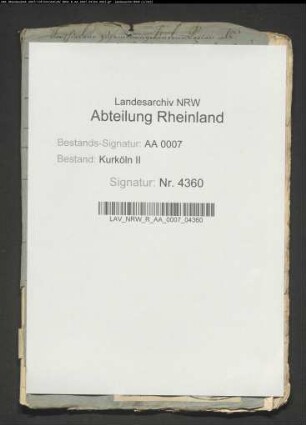 Landesarchiv NRW
Abteilung Rheinland
Bestands-Signatur: AA 0007
Bestand: Kurköln II
Signatur: Nr. 4360
LAV_NRW_R_AA_0007_04360